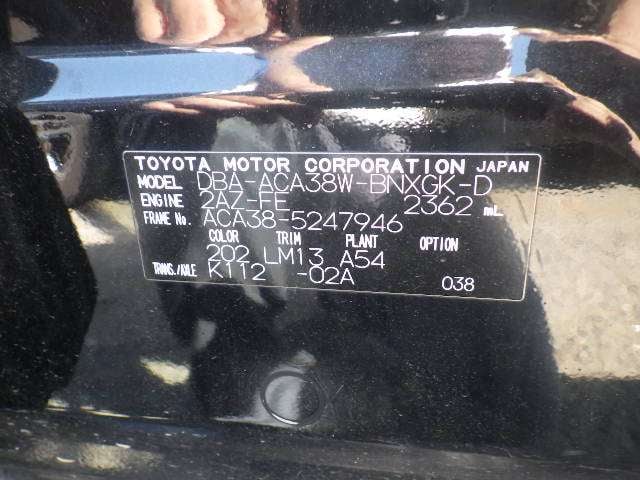 TOYOTA MOTOR CORPORATION JAPAN
MODEL DBA-ACA38W-BNXGK-D
ENGINE 2AZ-FE 2362 mL
FRAME No. ACA38-5247946
COLOR TRIM PLANT OPTION
202 LM13 A54
TRANS./AXLE K112 -02A 038